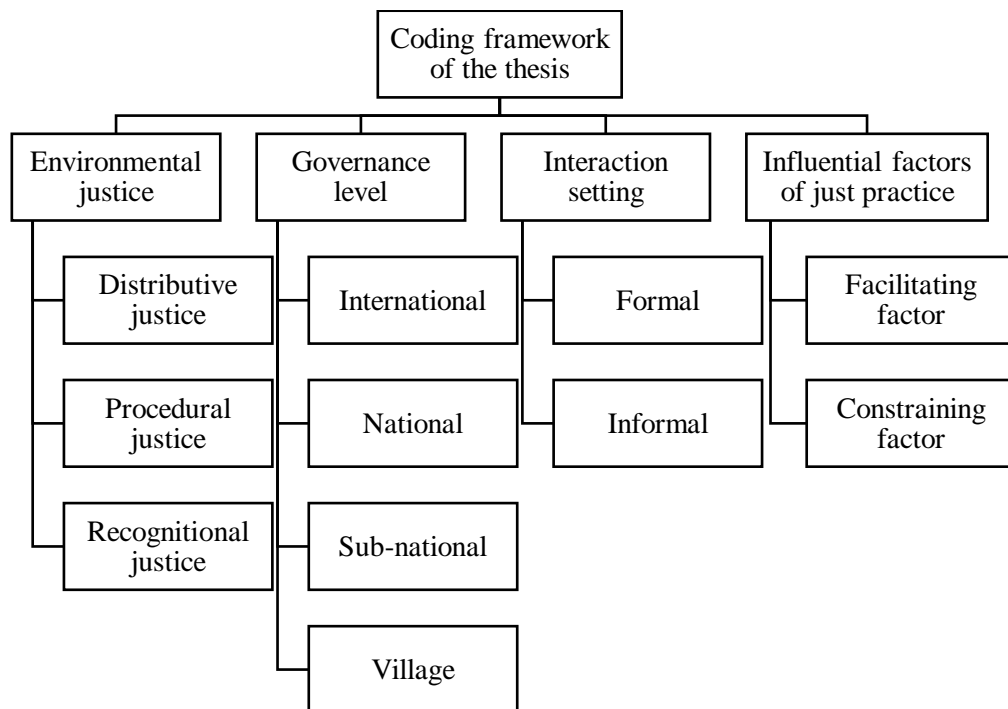 Coding framework
of the thesis
Environmental
justice
Governance
level
Interaction
setting
Influential factors
of just practice
Distributive
justice
International
Formal
Facilitating
factor
Procedural
justice
National
Informal
Constraining
factor
Recognitional
justice
Sub-national
Village